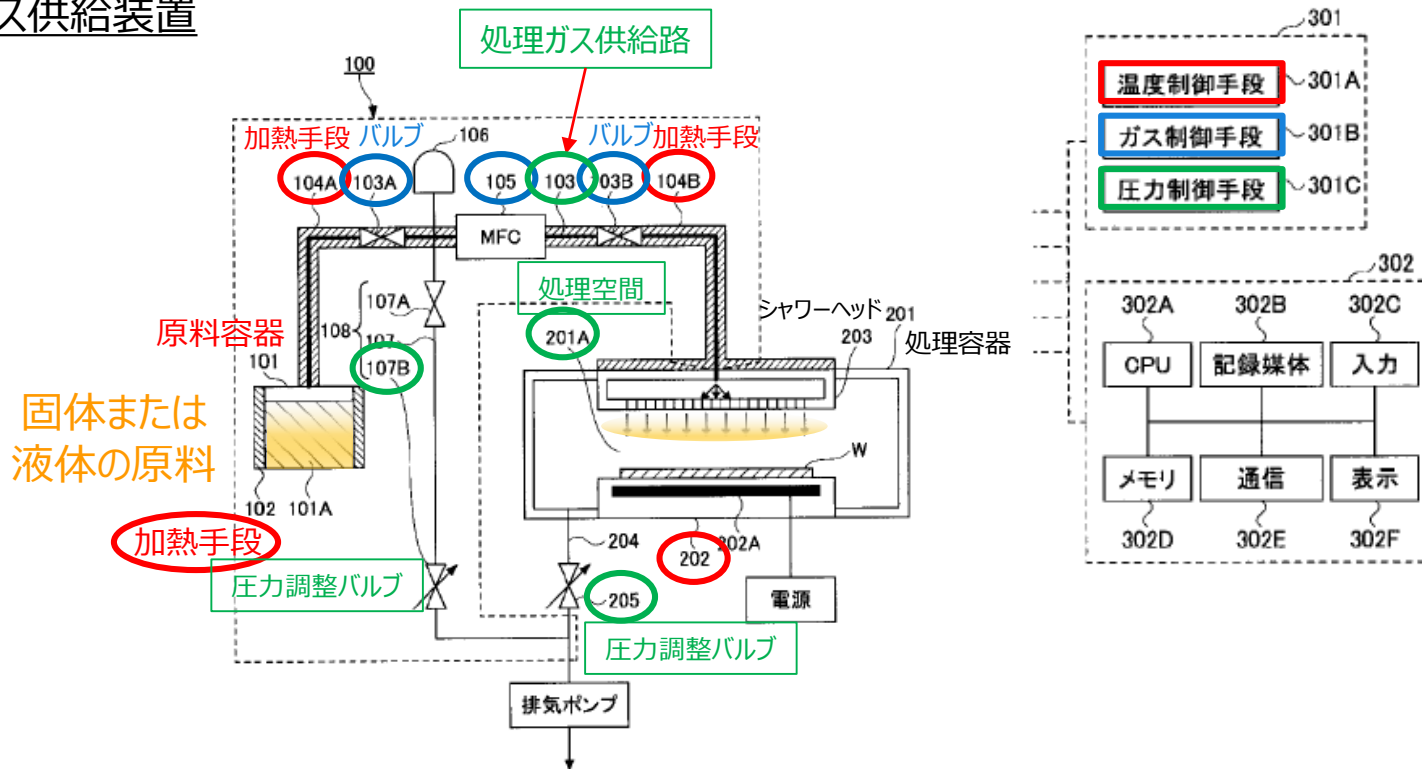 ス供給装置
処理ガス供給路
100
加熱手段
バルブ
106
バルブ
加熱手段
104A
103A
105
103
103B
104B
MFC
処理空間
107A
108
107
107B
原料容器
101
固体または
液体の原料
102
101A
加熱手段
圧力調整バルブ
シャワーヘッド
201
201A
203
処理容器
W
204
202A
202
205
電源
圧力調整バルブ
排気ポンプ
301
温度制御手段
301A
ガス制御手段
301B
圧力制御手段
301C
302
302A
302B
302C
CPU
記録媒体
入力
メモリ
通信
表示
302D
302E
302F